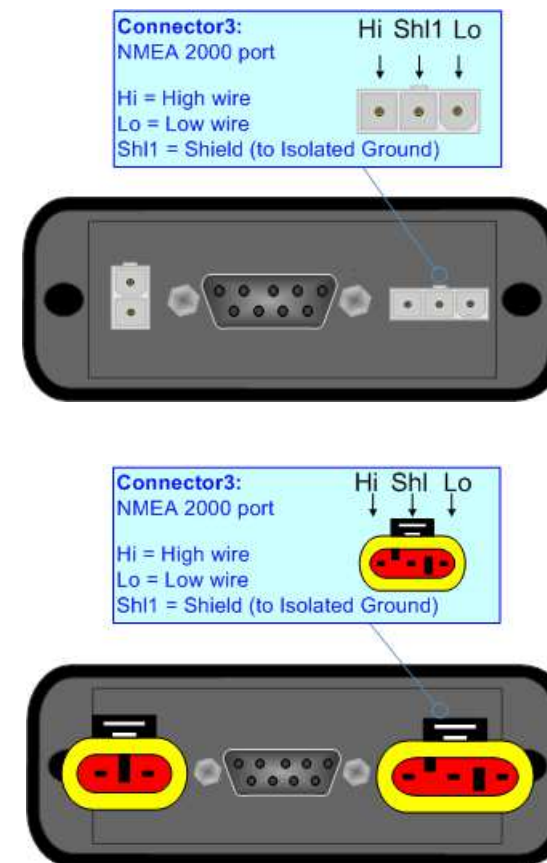 Connector3:
NMEA 2000 port
Hi = High wire
Lo = Low wire
Shl1 = Shield (to Isolated Ground)
Hi Shl1 Lo
Connector3:
NMEA 2000 port
Hi = High wire
Lo = Low wire
Shl1 = Shield (to Isolated Ground)
Hi Shl Lo